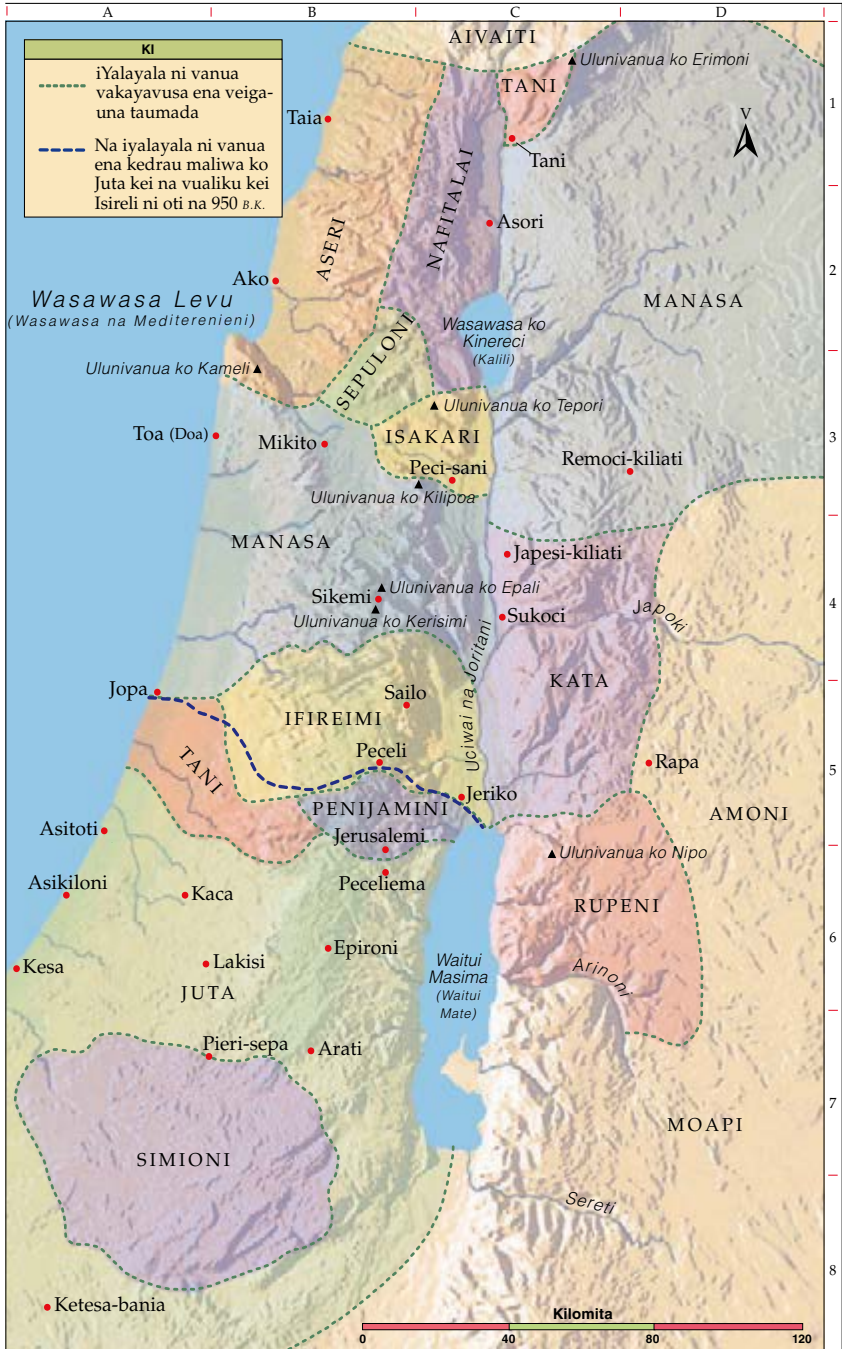 A B C D
KI
iYalayala ni vanua
vakayavusa ena veiga-
una taumada
Na iyalayala ni vanua
ena kedrau maliwa ko
Juta kei na vualiku kei
Isireli ni oti na 950 B.K.
AIVAITI
Ulunivanua ko Erimoni
TANI
1
Taia
V
Tani
NAFITALAI
Asori
ASERI
2
Ako
MANASA
Wasawasa Levu
(Wasawasa na Mediterenieni)
Wasawasa ko
Kinereci
(Kalili)
SEPULONI
Ulunivanua ko Kameli
Ulunivanua ko Tepori
Toa (Doa)
Mikito
ISAKARI
3
Remoci-kiliati
Peci-sani
Ulunivanua ko Kilipoa
MANASA
Japesi-kiliati
Ulunivanua ko Epali
Sikemi
Ulunivanua ko Kerisimi
Sukoci
Japoki
4
Uciwai na Joritani
KATA
Jopa
Sailo
IFIREIMI
TANI
Peceli
Rapa
5
Jeriko
PENIJAMINI
AMONI
Asitoti
Jerusalemi
Ulunivanua ko Nipo
Peceliema
Asikiloni
Kaca
RUPENI
6
Epironi
Lakisi
Kesa
Waitui
Masima
(Waitui
Mate)
Arinoni
JUTA
Pieri-sepa
Arati
7
MOAPI
SIMIONI
Sereti
8
Ketesa-bania
Kilomita
0 40 80 120